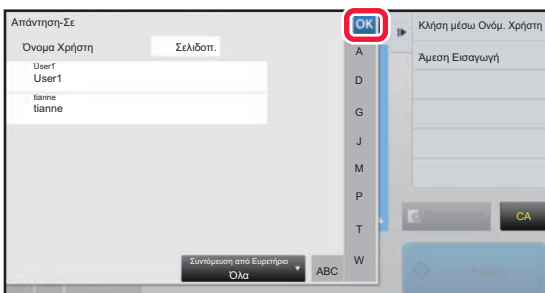 Απάντηση-Σε
OK
Όνομα Χρήστη
Σελιδοπ.
User1
User1
tianne
tianne
A
D
G
J
M
P
T
W
Συντόμευση από Ευρετήριο
Όλα
ABC
Κλήση μέσω Ονόμ. Χρήστη
Άμεση Εισαγωγή
CA
Έναρξη